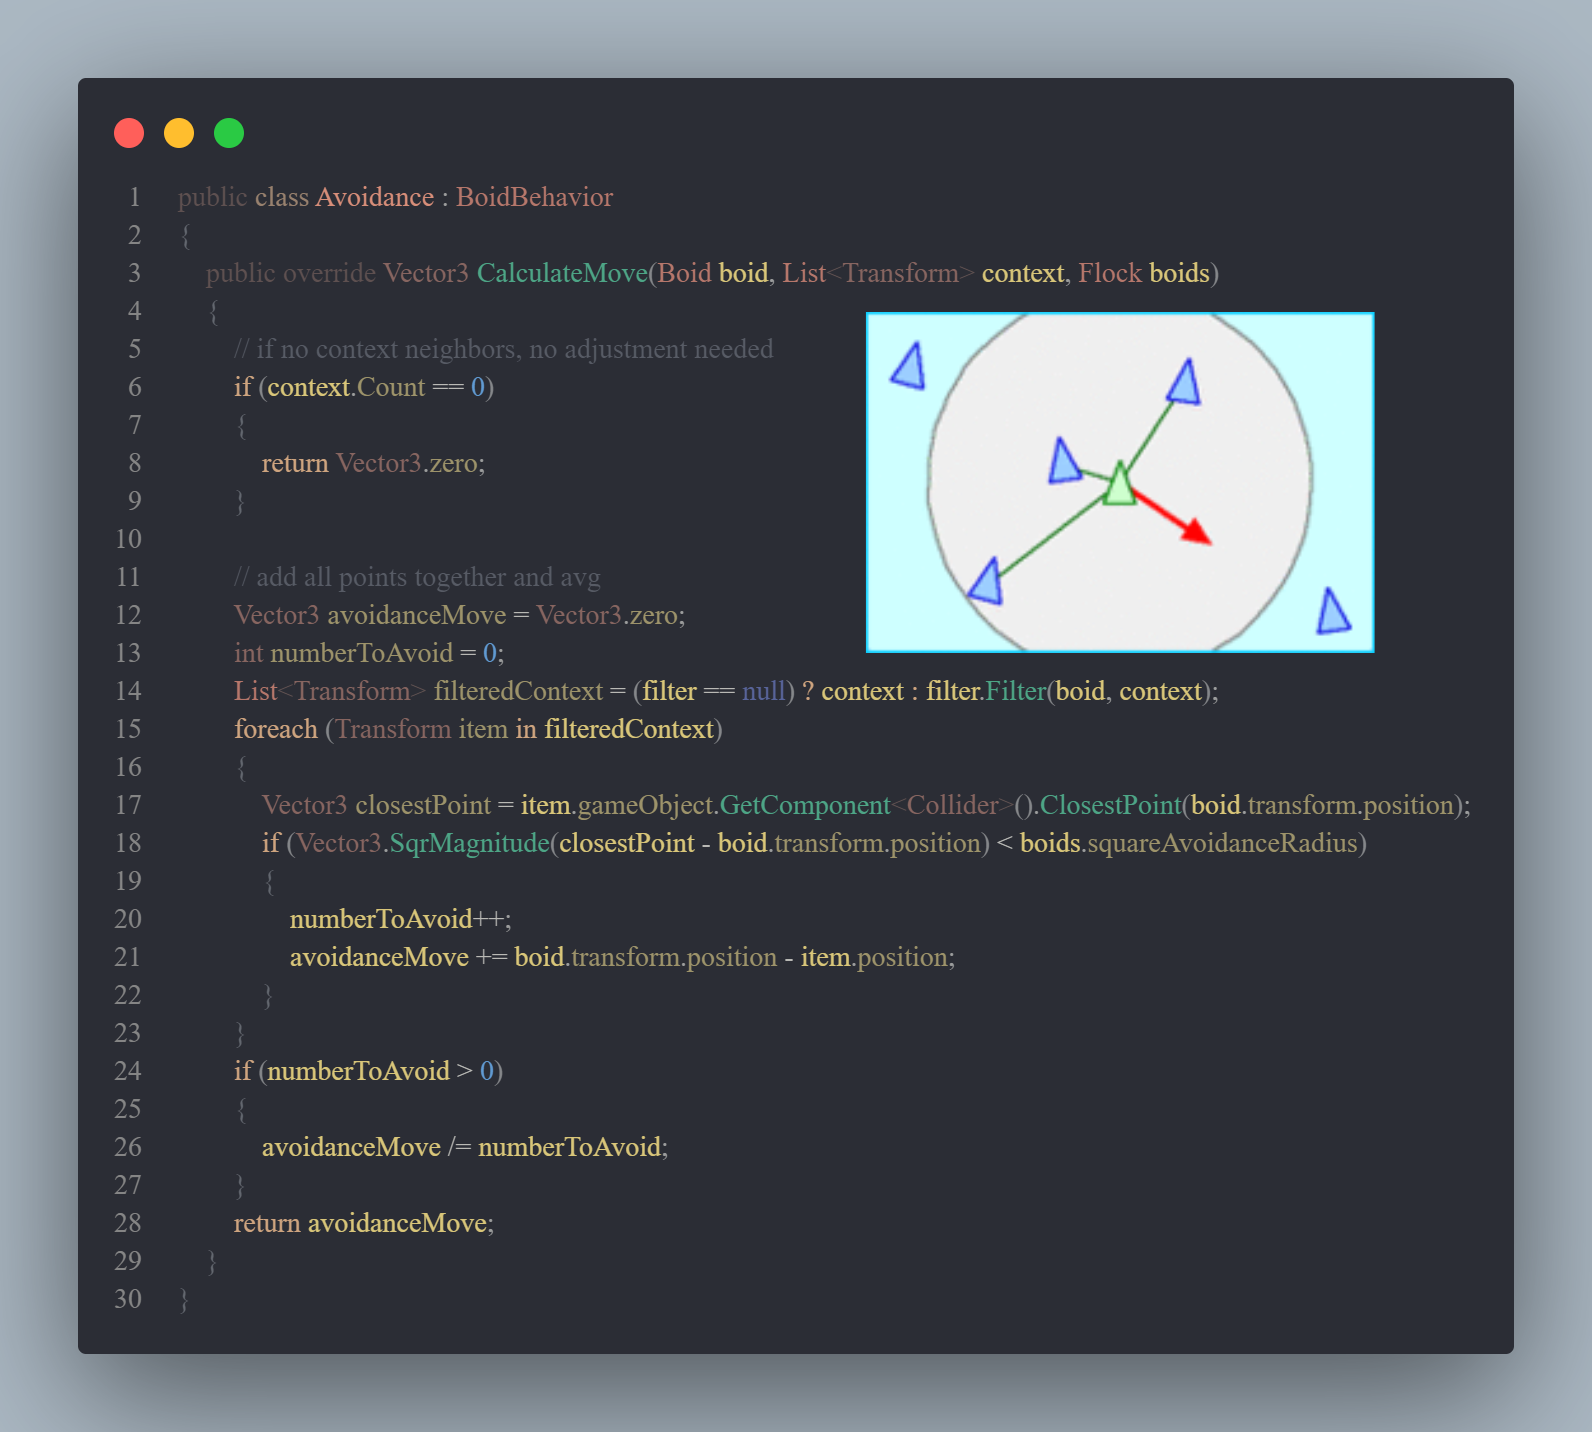 1 public class Avoidance : BoidBehavior
2 {
3 public override Vector3 CalculateMove(Boid boid, List<Transform> context, Flock boids)
4 {
5 // if no context neighbors, no adjustment needed
6 if (context.Count == 0)
7 {
8 return Vector3.zero;
9 }
10
11 // add all points together and avg
12 Vector3 avoidanceMove = Vector3.zero;
13 int numberToAvoid = 0;
14 List<Transform> filteredContext = (filter == null) ? context : filter.Filter(boid, context);
15 foreach (Transform item in filteredContext)
16 {
17 Vector3 closestPoint = item.gameObject.GetComponent<Collider>().ClosestPoint(boid.transform.position);
18 if (Vector3.SqrMagnitude(closestPoint - boid.transform.position) < boids.squareAvoidanceRadius)
19 {
20 numberToAvoid++;
21 avoidanceMove += boid.transform.position - item.position;
22 }
23 }
24 if (numberToAvoid > 0)
25 {
26 avoidanceMove /= numberToAvoid;
27 }
28 return avoidanceMove;
29 }
30 }